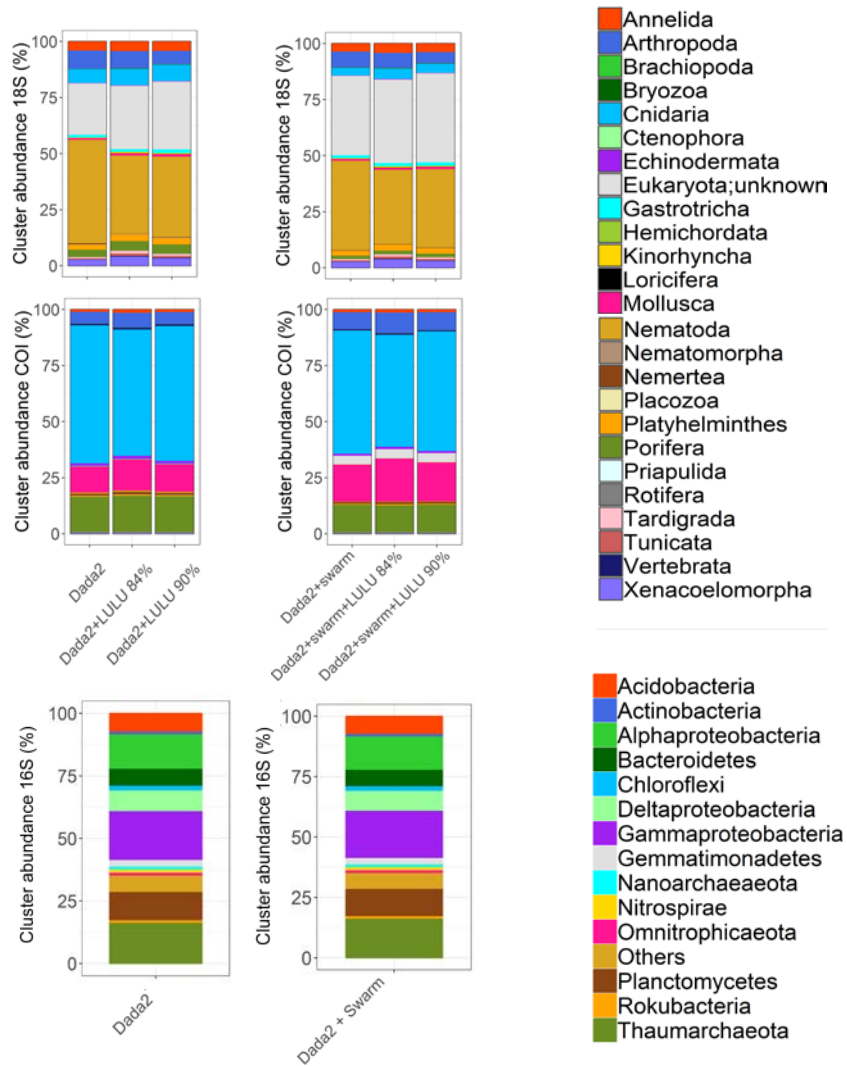 Cluster abundance 18S (%)
100
75
50
25
0
Cluster abundance 18S (%)
100
75
50
25
0
Cluster abundance COI (%)
100
75
50
25
0
Dada2
Dada2+LULU 84%
Dada2+LULU 90%
Cluster abundance COI (%)
100
75
50
25
0
Dada2+swarm
Dada2+swarm+LULU 84%
Dada2+swarm+LULU 90%
Annelida
Arthropoda
Brachiopoda
Bryozoa
Cnidaria
Ctenophora
Echinodermata
Eukaryota;unknown
Gastrotricha
Hemichordata
Kinorhyncha
Loricifera
Mollusca
Nematoda
Nematomorpha
Nemertea
Placozoa
Platyhelminthes
Porifera
Priapulida
Rotifera
Tardigrada
Tunicata
Vertebrata
Xenacoelomorpha
Cluster abundance 16S (%)
100
75
50
25
0
Dada2
Cluster abundance 16S (%)
100
75
50
25
0
Dada2 + Swarm
Acidobacteria
Actinobacteria
Alphaproteobacteria
Bacteroidetes
Chloroflexi
Deltaproteobacteria
Gammaproteobacteria
Gemmatimonadetes
Nanoarchaeaeota
Nitrospirae
Omnitrophicaeota
Others
Planctomycetes
Rokubacteria
Thaumarchaeota